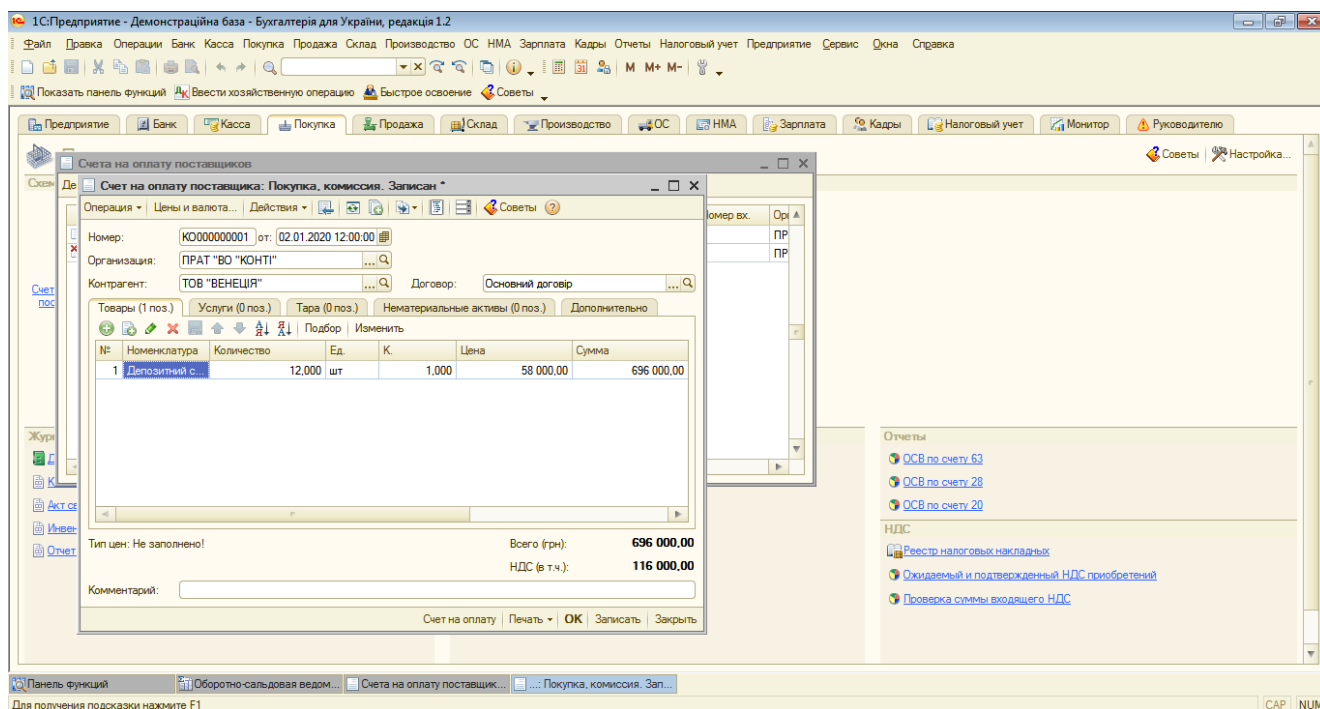 1С:Предприятие - Демонстраційна база - Бухгалтерія для України, редакція 1.2
Файл Правка Операции Банк Касса Покупка Продажа Склад Производство ОС НМА Зарплата Кадры Отчеты Налоговый учет Предприятие Сервис Окна Справка
M M+ M-
Показать панель функций Ввести хозяйственную операцию Быстрое освоение Советы
Предприятие Банк Касса Покупка Продажа Склад Производство ОС НМА Зарплата Кадры Налоговый учет Монитор Руководителю
Советы Настройка...
Счета на оплату поставщиков
Счет на оплату поставщика: Покупка, комиссия. Записан *
Операция Цены и валюта... Действия Советы
Номер: КО000000001 от: 02.01.2020 12:00:00
Организация: ПРАТ "ВО "КОНТІ"
Контрагент: ТОВ "ВЕНЕЦІЯ" Договор: Основний договір
Товары (1 поз.) Услуги (0 поз.) Тара (0 поз.) Нематериальные активы (0 поз.) Дополнительно
Подбор Изменить
№ Номенклатура Количество Ед. К. Цена Сумма
1 Депозитний с... 12,000 шт 1,000 58 000,00 696 000,00
Тип цен: Не заполнено! Всего (грн): 696 000,00
НДС (в т.ч.): 116 000,00
Комментарий:
Счет на оплату Печать OK Записать Закрыть
Отчеты
ОСВ по счету 63
ОСВ по счету 28
ОСВ по счету 20
НДС
Реестр налоговых накладных
Ожидаемый и подтвержденный НДС приобретений
Проверка суммы входящего НДС
Панель функций Оборотно-сальдовая ведом... Счета на оплату поставщик... ...: Покупка, комиссия. Зап...
Для получения подсказки нажмите F1 CAP NUM